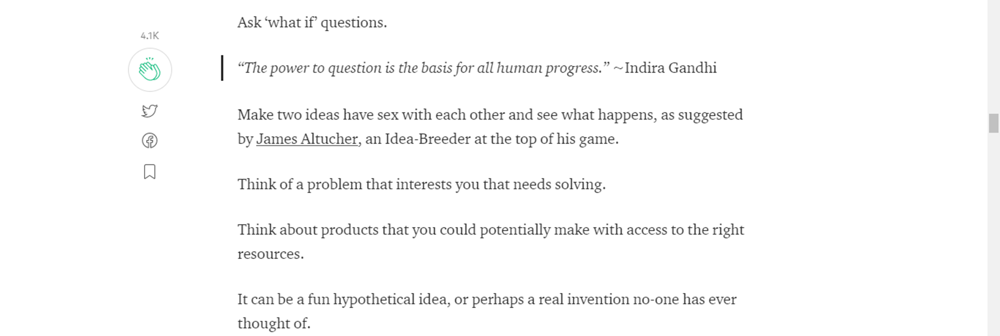 Ask ‘what if’ questions.
4.1K
“The power to question is the basis for all human progress.” ~Indira Gandhi
Make two ideas have sex with each other and see what happens, as suggested
by James Altucher, an Idea-Breeder at the top of his game.
Think of a problem that interests you that needs solving.
Think about products that you could potentially make with access to the right
resources.
It can be a fun hypothetical idea, or perhaps a real invention no-one has ever
thought of.